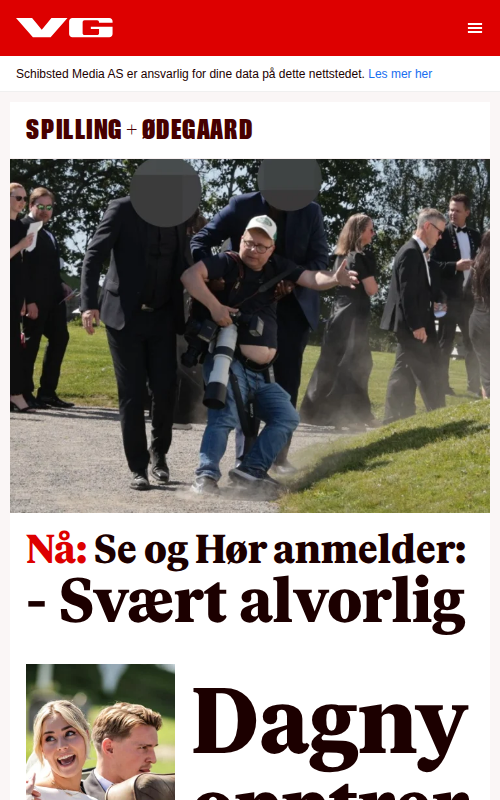 VG
Schibsted Media AS er ansvarlig for dine data på dette nettstedet. Les mer her
SPILLING + ØDEGAARD
Nå: Se og Hør anmelder:
- Svært alvorlig
Dagny
opptrer